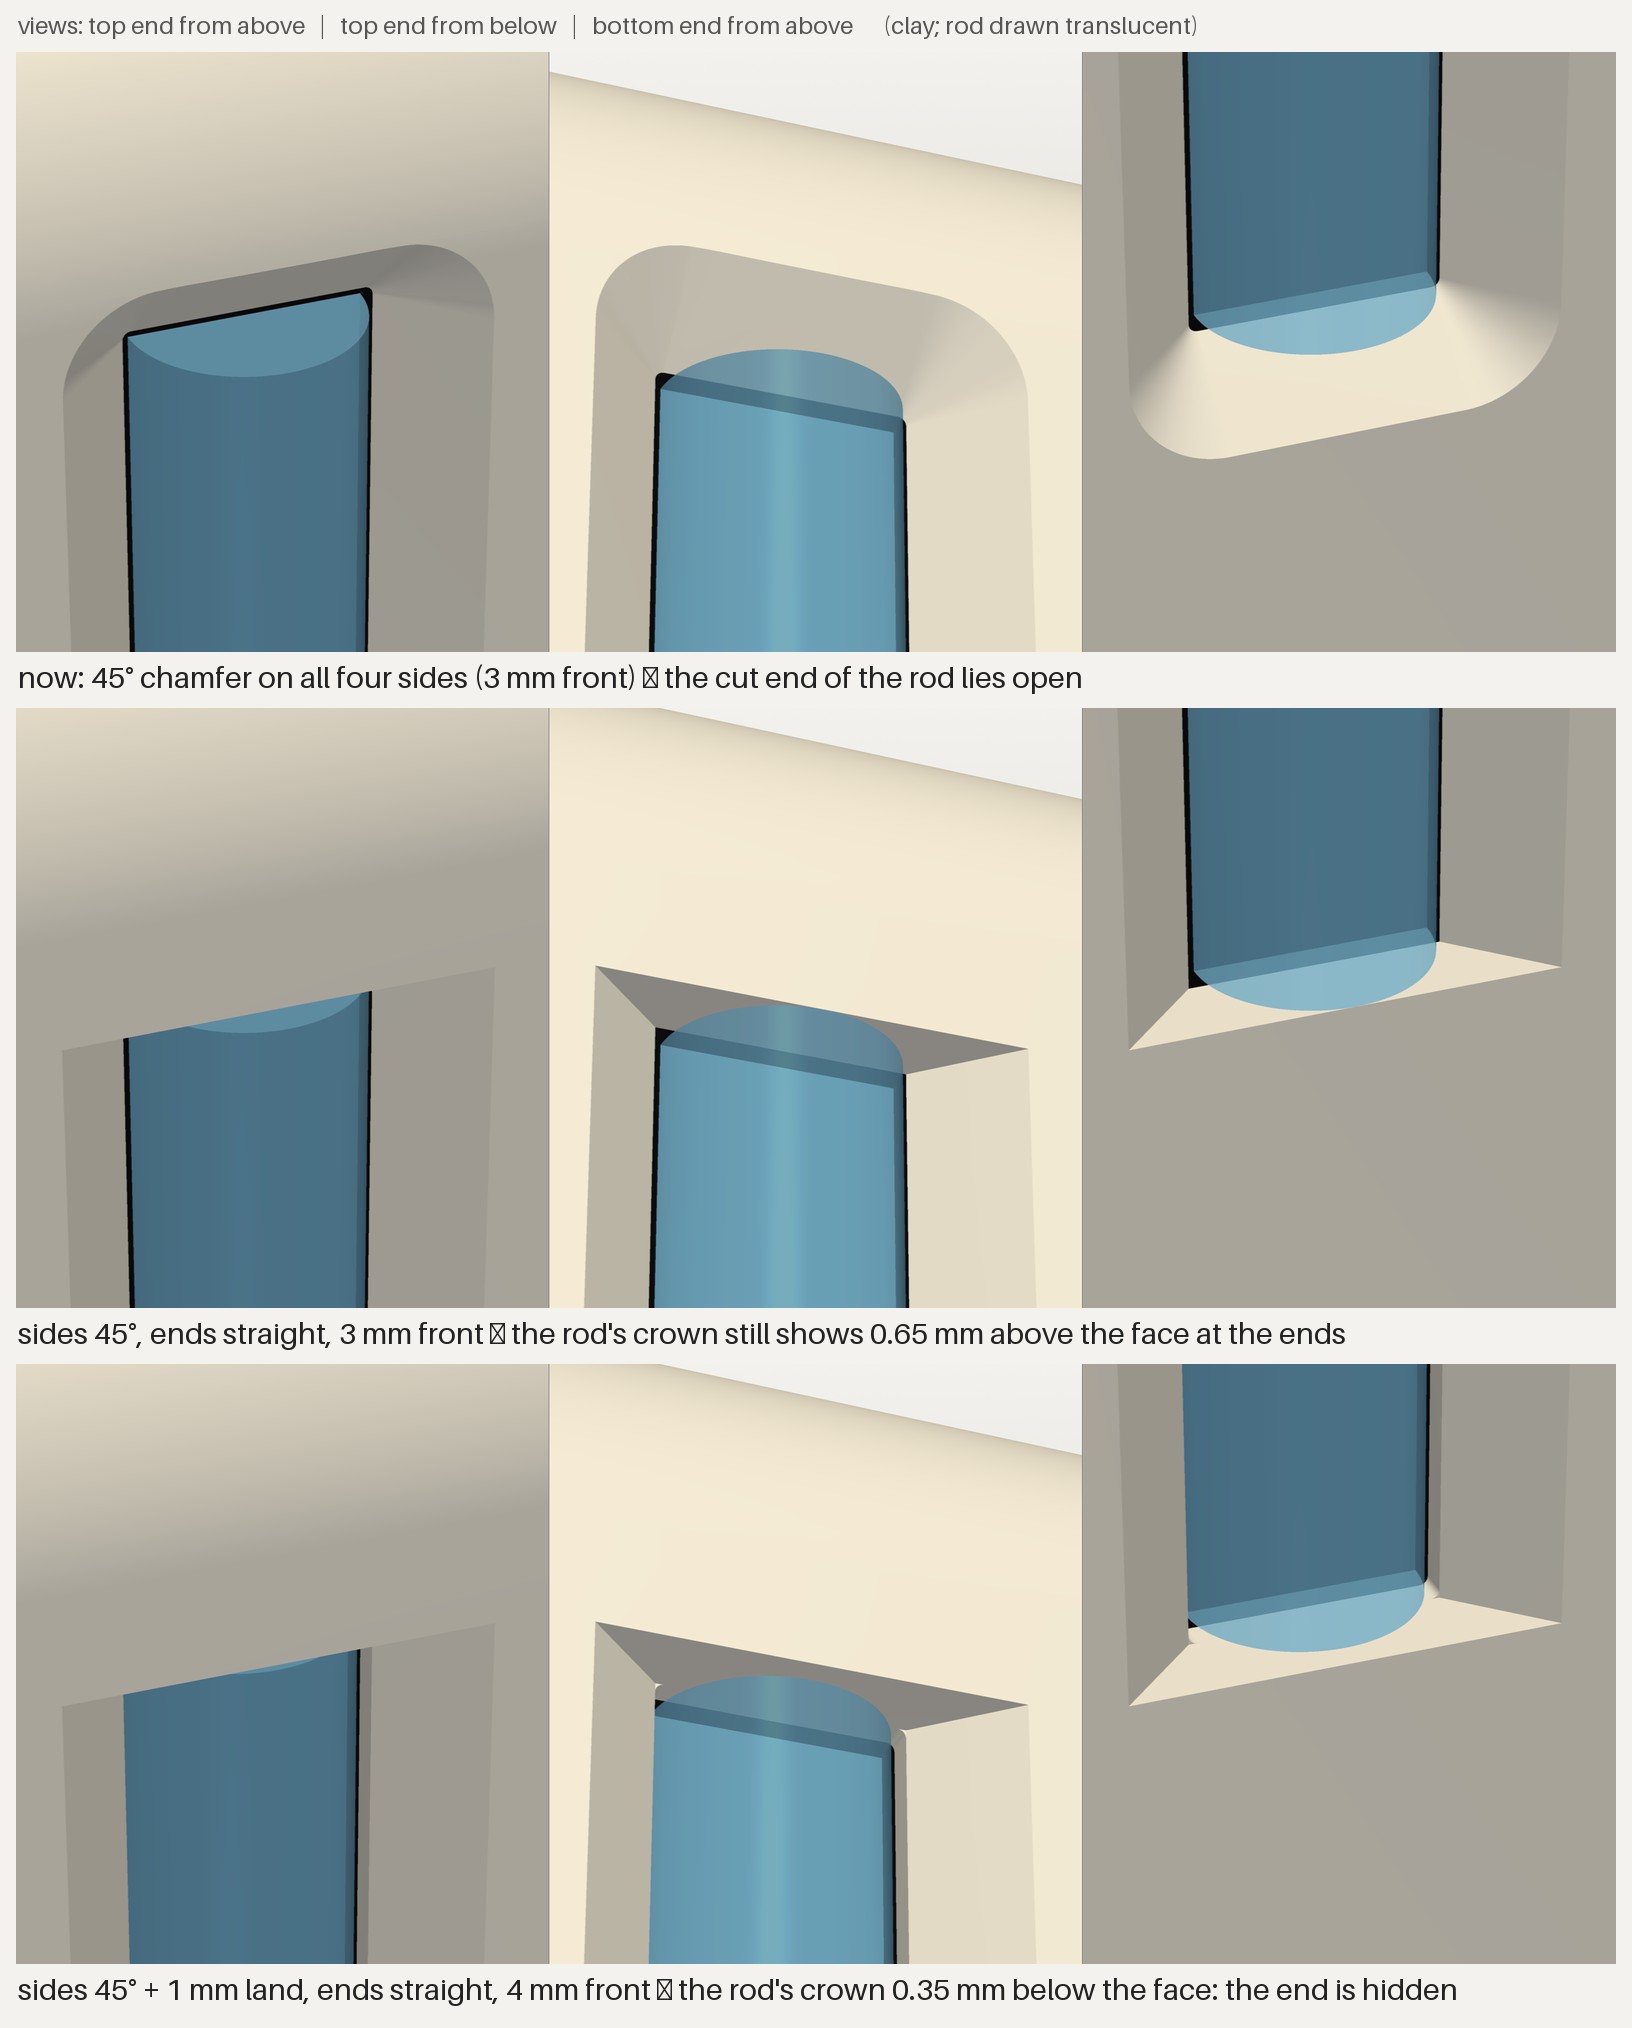 views: top end from above | top end from below | bottom end from above (clay; rod drawn translucent)
now: 45° chamfer on all four sides (3 mm front) □ the cut end of the rod lies open
sides 45°, ends straight, 3 mm front □ the rod's crown still shows 0.65 mm above the face at the ends
sides 45° + 1 mm land, ends straight, 4 mm front □ the rod's crown 0.35 mm below the face: the end is hidden